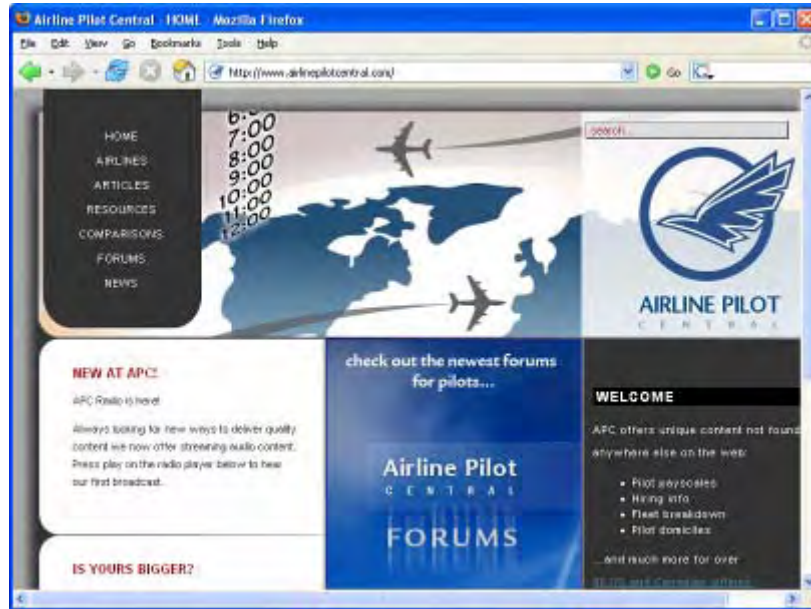 Airline Pilot Central - HOME - Mozilla Firefox
File Edit View Go Bookmarks Tools Help
http://www.airlinepilotcentral.com/
Go
HOME
AIRLINES
ARTICLES
RESOURCES
COMPARISONS
FORUMS
NEWS
6:00
7:00
8:00
9:00
10:00
11:00
12:00
search...
AIRLINE PILOT
CENTRAL
NEW AT APC!
APC Radio is here!
Always looking for new ways to deliver quality
content we now offer streaming audio content.
Press play on the radio player below to hear
our first broadcast.
IS YOURS BIGGER?
check out the newest forums
for pilots...
Airline Pilot
CENTRAL
FORUMS
WELCOME
APC offers unique content not found
anywhere else on the web:
• Pilot payscales
• Hiring info
• Fleet breakdown
• Pilot domiciles
...and much more for over